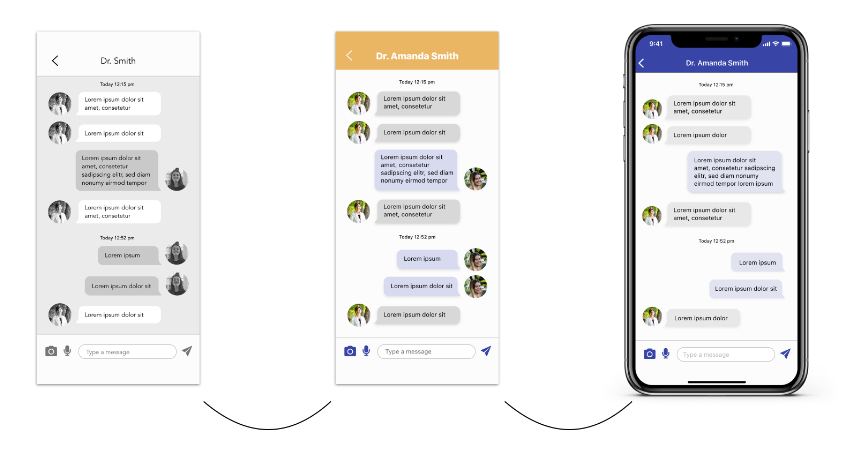 Dr. Smith
Today 12:15 pm
Lorem ipsum dolor sit
amet, consetetur
Lorem ipsum dolor sit
Lorem ipsum dolor sit
amet, consetetur
sadipscing elitr, sed diam
nonumy eirmod tempor
Lorem ipsum dolor sit
amet, consetetur
Today 12:52 pm
Lorem ipsum
Lorem ipsum dolor sit
Lorem ipsum dolor sit
Type a message
Dr. Amanda Smith
Today 12:15 pm
Lorem ipsum dolor sit
amet, consetetur
Lorem ipsum dolor sit
Lorem ipsum dolor sit
amet, consetetur
sadipscing elitr, sed diam
nonumy eirmod tempor
Lorem ipsum dolor sit
amet, consetetur
Today 12:52 pm
Lorem ipsum
Lorem ipsum dolor sit
Lorem ipsum dolor sit
Type a message
9:41
Dr. Amanda Smith
Today 12:15 pm
Lorem ipsum dolor sit
amet, consetetur
Lorem ipsum dolor
Lorem ipsum dolor sit
amet, consetetur sadipscing
elitr, sed diam nonumy
eirmod tempor lorem ipsum
Lorem ipsum dolor sit
amet, consetetur
Today 12:52 pm
Lorem ipsum
Lorem ipsum dolor sit
Lorem ipsum dolor
Type a message